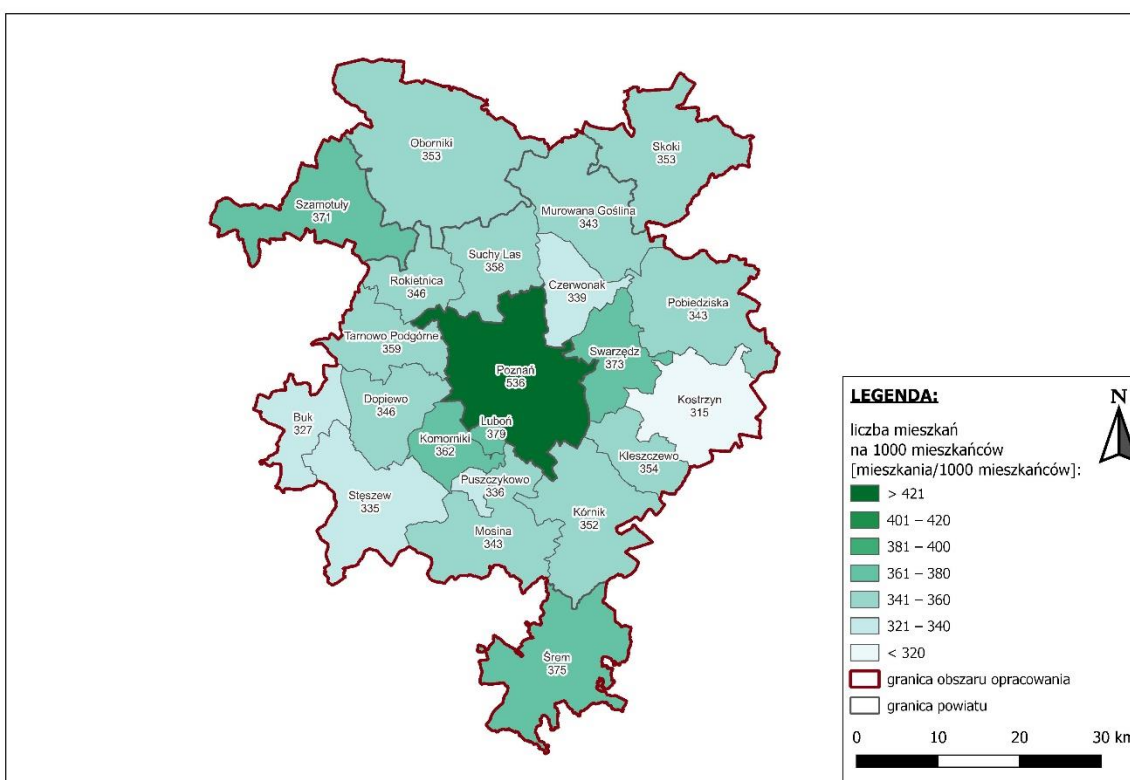 Oborniki
353
Skoki
353
Szamotuły
371
Murowana Goślina
343
Suchy Las
358
Rokietnica
346
Czerwonak
339
Pobiedziska
343
Tarnowo Podgórne
359
Swarzędz
373
Poznań
536
Dopiewo
346
Kostrzyn
315
Buk
327
Luboń
379
Komorniki
362
Kleszczewo
354
Puszczykowo
336
Stęszew
335
Kórnik
352
Mosina
343
Śrem
375
LEGENDA:
N
liczba mieszkań
na 1000 mieszkańców
[mieszkania/1000 mieszkańców]:
> 421
401 – 420
381 – 400
361 – 380
341 – 360
321 – 340
< 320
granica obszaru opracowania
granica powiatu
0 10 20 30 km